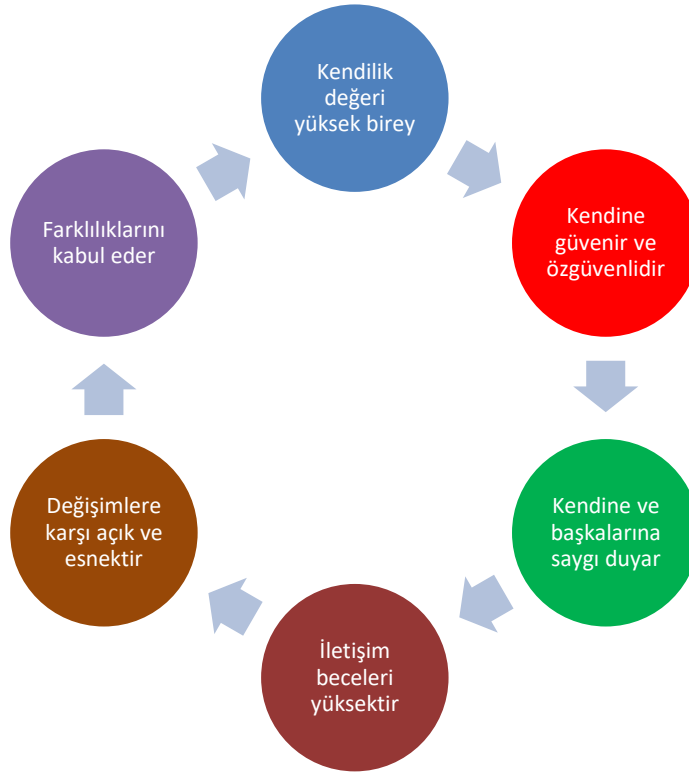 Kendilik
değeri
yüksek birey
Kendine
güvenir ve
özgüvenlidir
Kendine ve
başkalarına
saygı duyar
İletişim
beceleri
yüksektir
Değişimlere
karşı açık ve
esnektir
Farklılıklarını
kabul eder